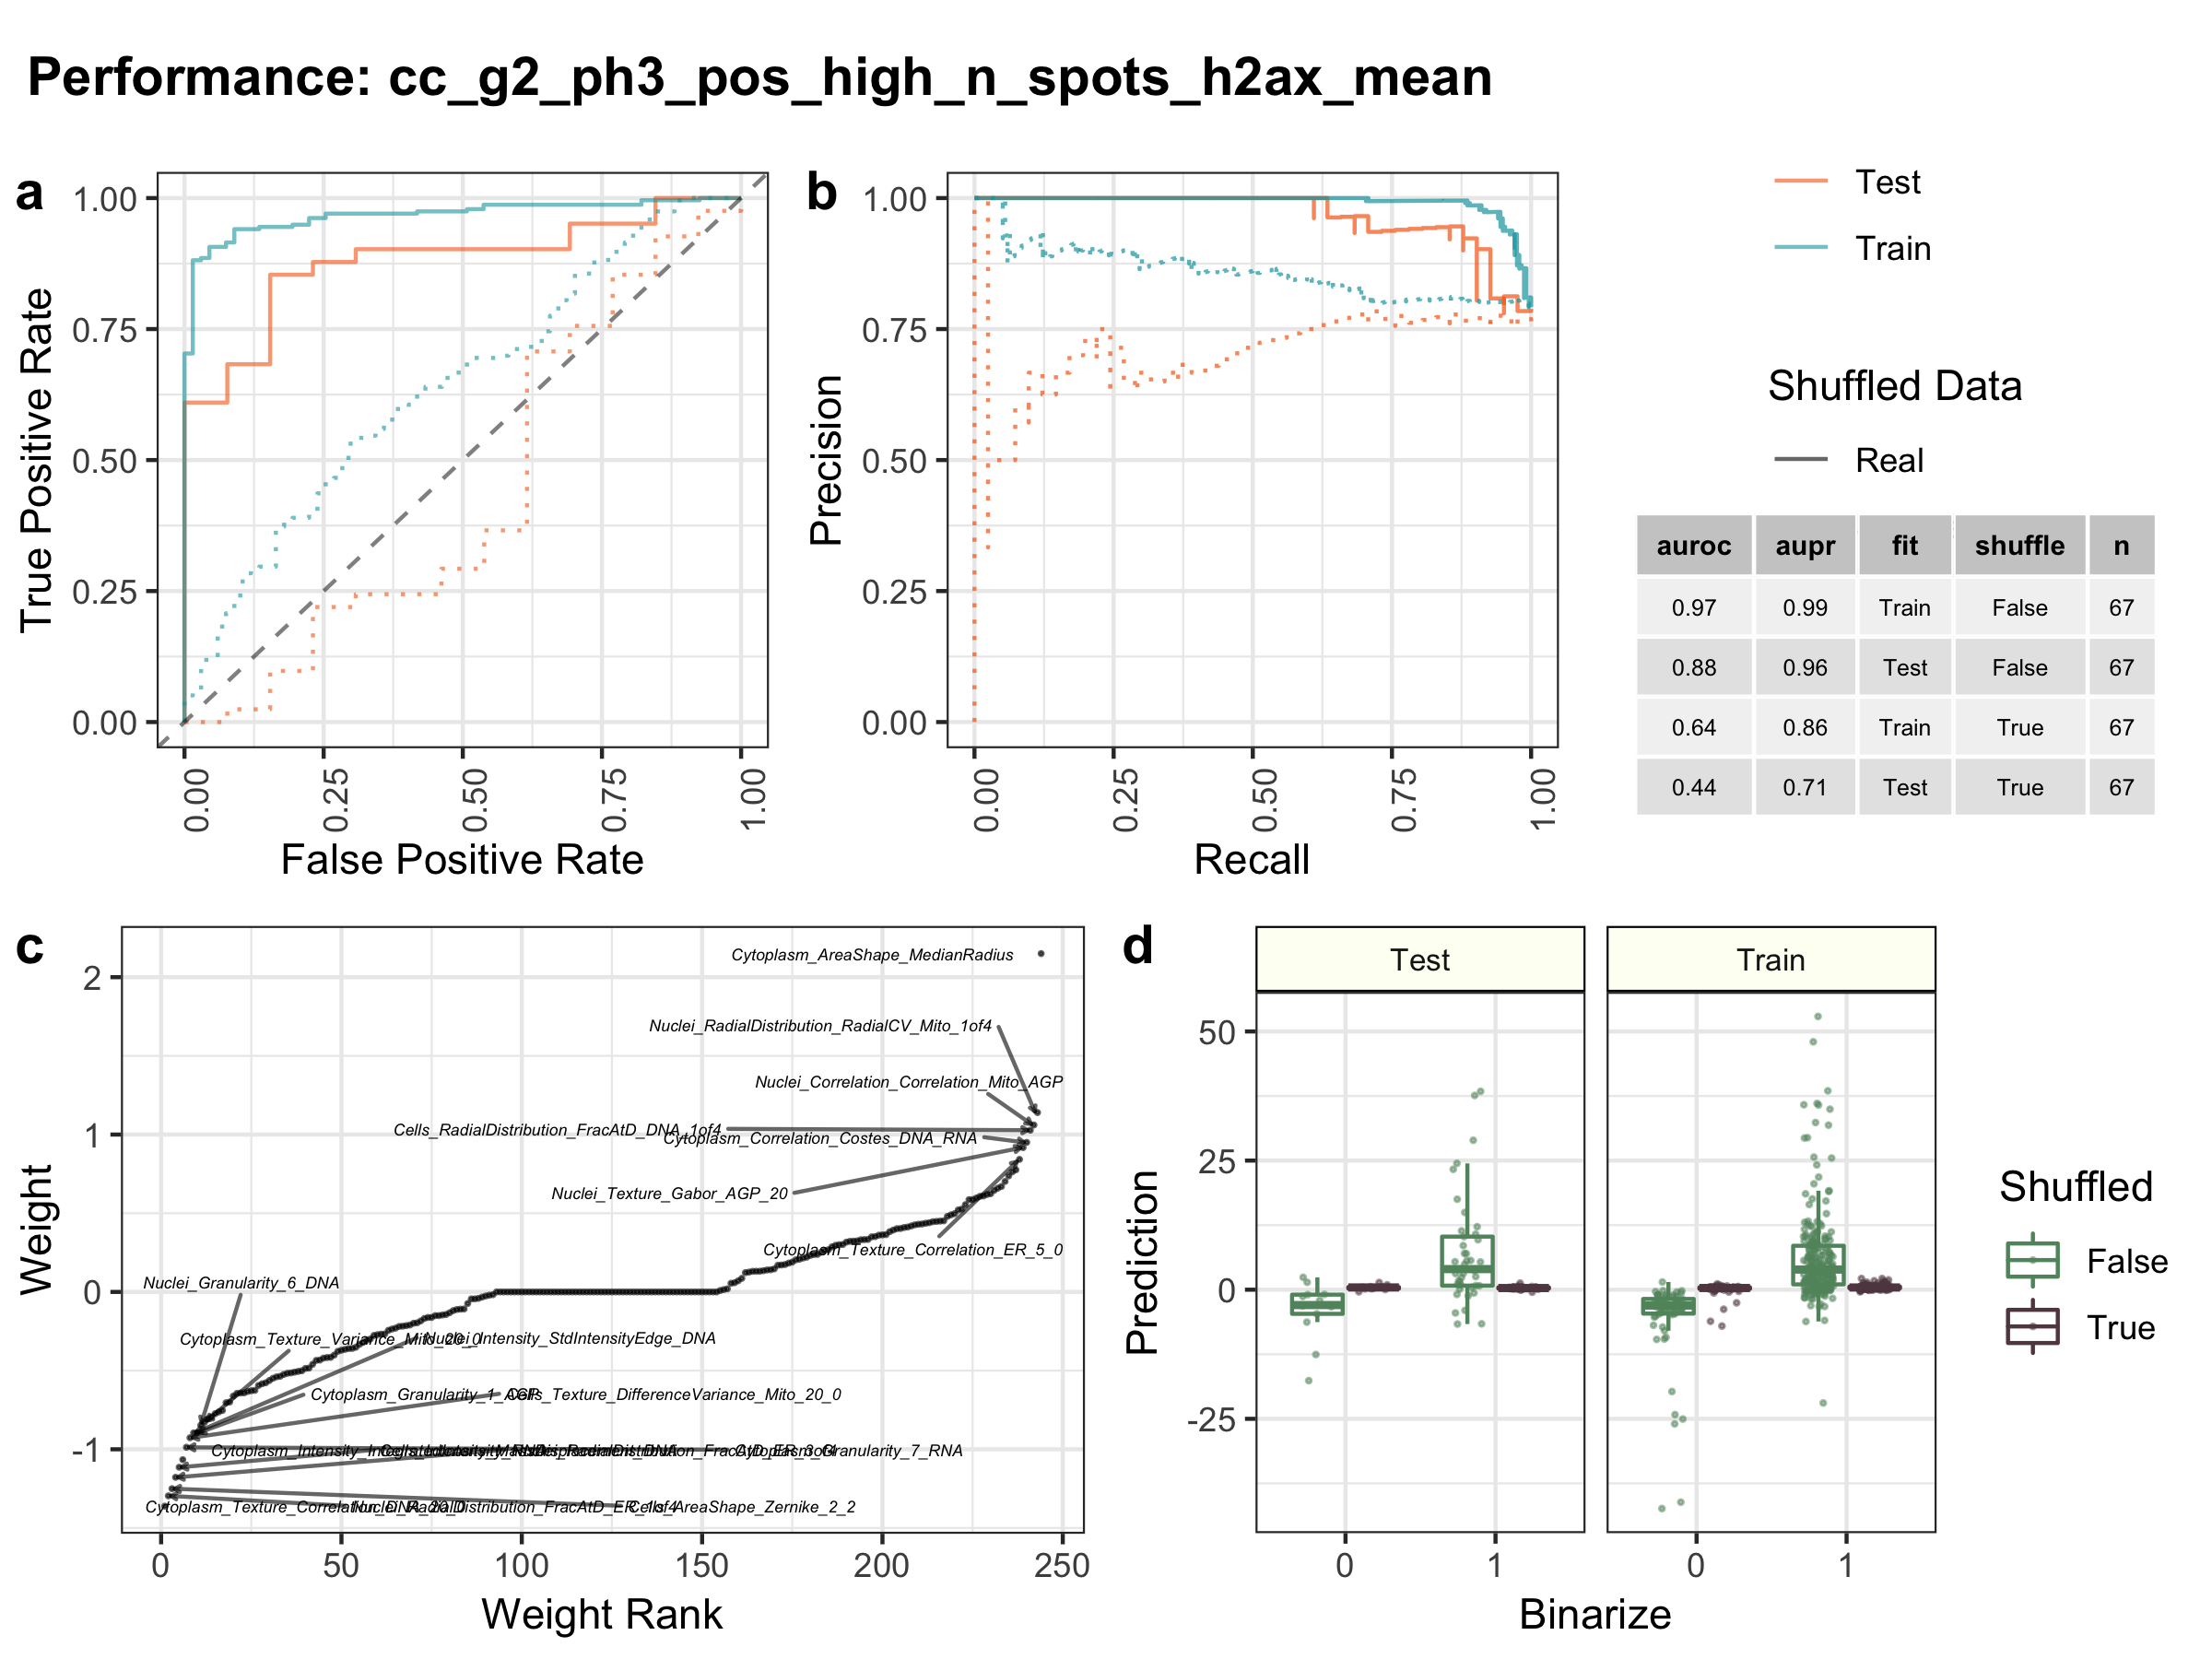 Performance: cc_g2_ph3_pos_high_n_spots_h2ax_mean
a
1.00
0.75
0.50
0.25
0.00
True Positive Rate
0.00
0.25
0.50
0.75
1.00
False Positive Rate
b
1.00
0.75
0.50
0.25
0.00
Precision
0.00
0.25
0.50
0.75
1.00
Recall
Test
Train
Shuffled Data
Real
auroc aupr fit shuffle n
0.97 0.99 Train False 67
0.88 0.96 Test False 67
0.64 0.86 Train True 67
0.44 0.71 Test True 67
c
2
1
0
-1
Weight
Cytoplasm_AreaShape_MedianRadius
Nuclei_RadialDistribution_RadialCV_Mito_1of4
Nuclei_Correlation_Correlation_Mito_AGP
Cells_RadialDistribution_FracAtD_DNA_1of4
Cytoplasm_Correlation_Costes_DNA_RNA
Nuclei_Texture_Gabor_AGP_20
Cytoplasm_Texture_Correlation_ER_5_0
Nuclei_Granularity_6_DNA
Cytoplasm_Texture_Variance_Mito_20_0
Nuclei_Intensity_StdIntensityEdge_DNA
Cytoplasm_Granularity_1_AGP
Cells_Texture_DifferenceVariance_Mito_20_0
Cytoplasm_Granularity_7_RNA
Cytoplasm_Texture_Correlation_DNA_20_0
Nuclei_RadialDistribution_FracAtD_ER_1of4
Cells_AreaShape_Zernike_2_2
0
50
100
150
200
250
Weight Rank
d
Test
Train
50
25
0
-25
Prediction
0
1
0
1
Binarize
Shuffled
False
True